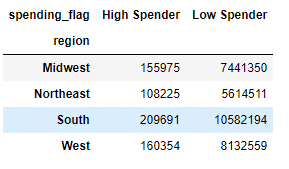 spending_flag High Spender Low Spender
region
Midwest 155975 7441350
Northeast 108225 5614511
South 209691 10582194
West 160354 8132559